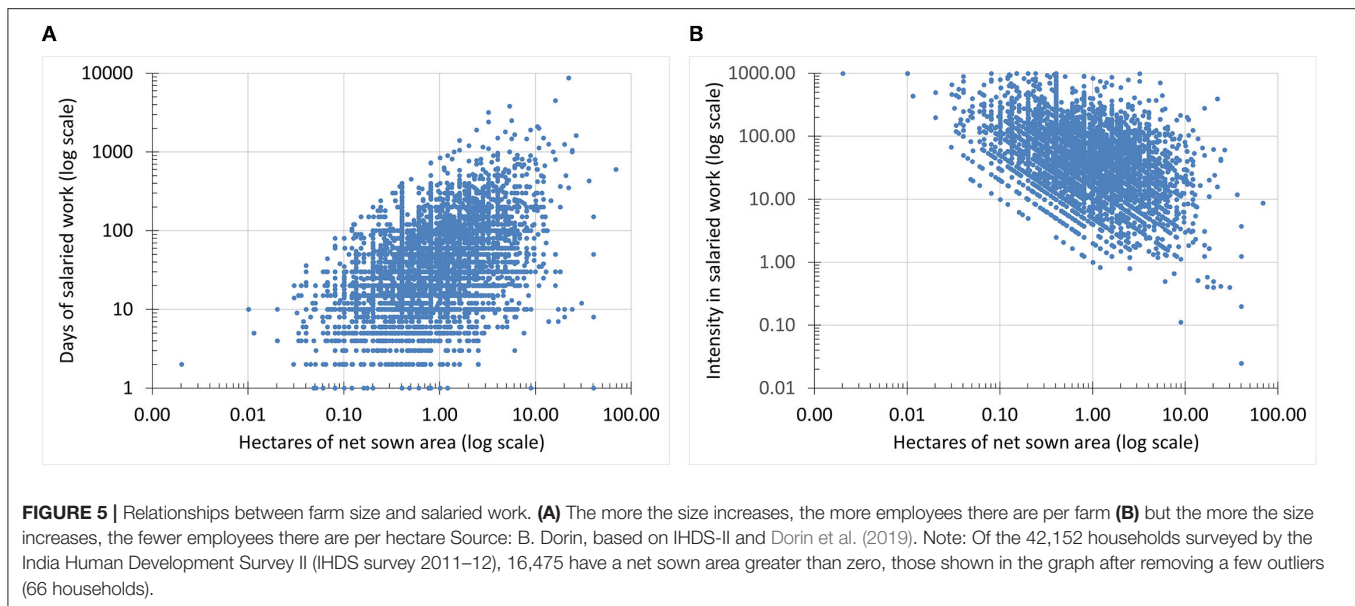 A
10000
1000
100
10
1
0.00 0.01 0.10 1.00 10.00 100.00
Days of salaried work (log scale)
Hectares of net sown area (log scale)
B
1000.00
100.00
10.00
1.00
0.10
0.01
0.00 0.01 0.10 1.00 10.00 100.00
Intensity in salaried work (log scale)
Hectares of net sown area (log scale)
FIGURE 5 | Relationships between farm size and salaried work. (A) The more the size increases, the more employees there are per farm (B) but the more the size
increases, the fewer employees there are per hectare Source: B. Dorin, based on IHDS-II and Dorin et al. (2019). Note: Of the 42,152 households surveyed by the
India Human Development Survey II (IHDS survey 2011–12), 16,475 have a net sown area greater than zero, those shown in the graph after removing a few outliers
(66 households).